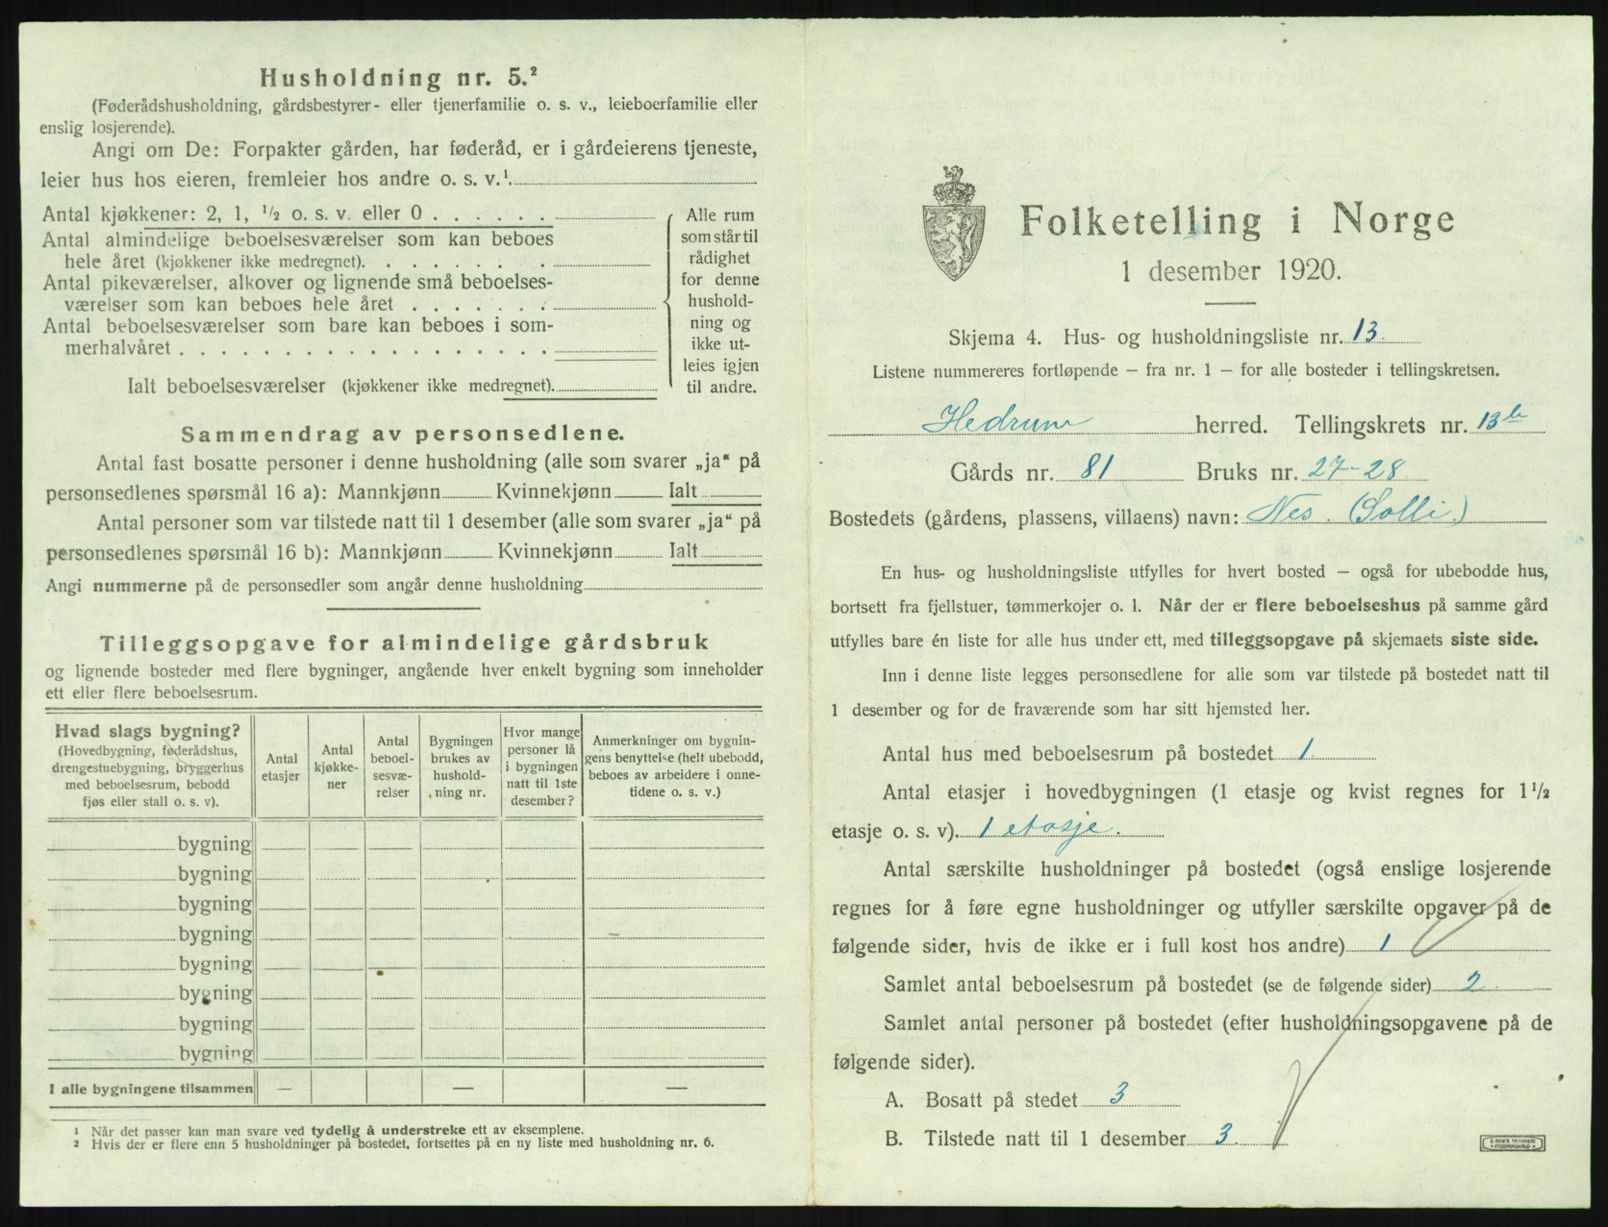 Husholdning nr. 5.²
(Føderådshusholdning, gårdsbestyrer- eller tjenerfamilie o. s. v., leieboerfamilie eller
enslig losjerende).
Angi om De: Forpakter gården, har føderåd, er i gårdeierens tjeneste,
leier hus hos eieren, fremleier hos andre o. s. v.¹
Antal kjøkkener: 2, 1, ½ o. s. v. eller 0 . . . . . .
Antal almindelige beboelsesværelser som kan beboes
hele året (kjøkkener ikke medregnet). . . . . . . .
Antal pikeværelser, alkover og lignende små beboelses-
værelser som kan beboes hele året . . . . . . .
Antal beboelsesværelser som bare kan beboes i som-
merhalvåret . . . . . . . . . . . . . . . . . .
Ialt beboelsesværelser (kjøkkener ikke medregnet).
Alle rum
som står til
rådighet
for denne
hushold-
ning og
ikke ut-
leies igjen
til andre.
Sammendrag av personsedlene.
Antal fast bosatte personer i denne husholdning (alle som svarer „ja“ på
personsedlenes spørsmål 16 a): Mannkjønn Kvinnekjønn Ialt
Antal personer som var tilstede natt til 1 desember (alle som svarer „ja“ på
personsedlenes spørsmål 16 b): Mannkjønn Kvinnekjønn Ialt
Angi nummerne på de personsedler som angår denne husholdning
Tilleggsopgave for almindelige gårdsbruk
og lignende bosteder med flere bygninger, angående hver enkelt bygning som inneholder
ett eller flere beboelsesrum.
Hvad slags bygning?
(Hovedbygning, føderådshus,
drengestuebygning, bryggerhus
med beboelsesrum, bebodd
fjøs eller stall o. s. v).
Antal
etasjer
Antal
kjøkke-
ner
Antal
beboel-
sesvæ-
relser
Bygningen
brukes av
hushold-
ning nr.
Hvor mange
personer lå
i bygningen
natt til 1ste
desember?
Anmerkninger om bygnin-
gens benyttelse (helt ubebodd,
beboes av arbeidere i onne-
tidene o. s. v.)
bygning
bygning
bygning
bygning
bygning
bygning
bygning
bygning
I alle bygningene tilsammen — — —
¹ Når det passer kan man svare ved tydelig å understreke ett av eksemplene.
² Hvis der er flere enn 5 husholdninger på bostedet, fortsettes på en ny liste med husholdning nr. 6.
Folketelling i Norge
1 desember 1920.
Skjema 4. Hus- og husholdningsliste nr. 13
Listene nummereres fortløpende — fra nr. 1 — for alle bosteder i tellingskretsen.
Hedrum herred. Tellingskrets nr. 13b
Gårds nr. 81 Bruks nr. 27-28
Bostedets (gårdens, plassens, villaens) navn: Nes. (Solli.)
En hus- og husholdningsliste utfylles for hvert bosted — også for ubebodde hus,
bortsett fra fjellstuer, tømmerkojer o. l. Når der er flere beboelseshus på samme gård
utfylles bare én liste for alle hus under ett, med tilleggsopgave på skjemaets siste side.
Inn i denne liste legges personsedlene for alle som var tilstede på bostedet natt til
1 desember og for de fraværende som har sitt hjemsted her.
Antal hus med beboelsesrum på bostedet 1.
Antal etasjer i hovedbygningen (1 etasje og kvist regnes for 1½
etasje o. s. v). 1 etasje.
Antal særskilte husholdninger på bostedet (også enslige losjerende
regnes for å føre egne husholdninger og utfyller særskilte opgaver på de
følgende sider, hvis de ikke er i full kost hos andre) 1
Samlet antal beboelsesrum på bostedet (se de følgende sider) 2
Samlet antal personer på bostedet (efter husholdningsopgavene på de
følgende sider).
A. Bosatt på stedet 3
B. Tilstede natt til 1 desember 3